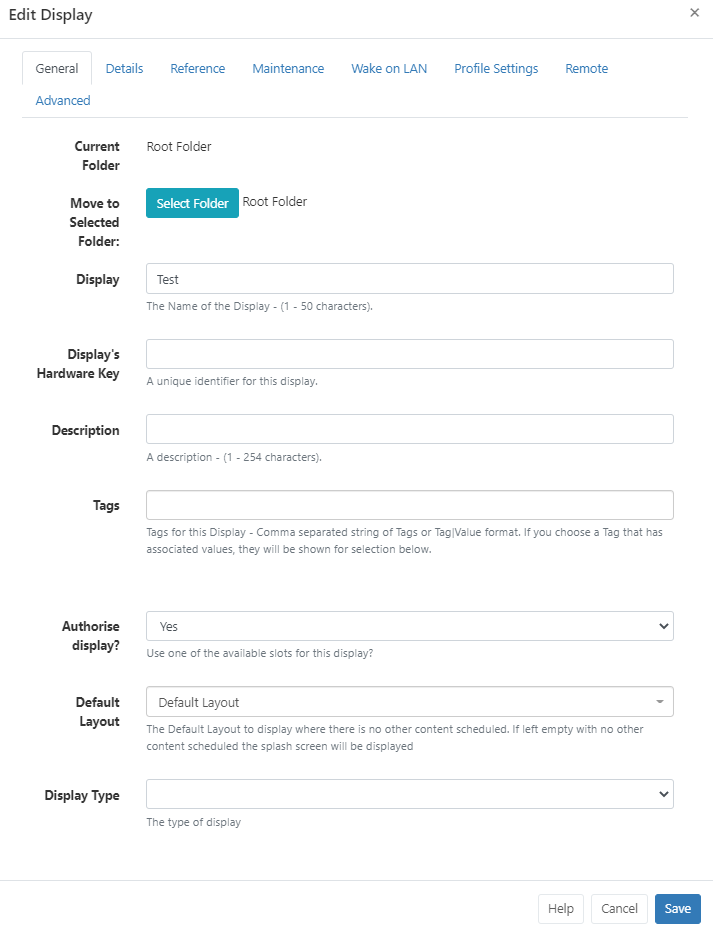 Edit Display ×
General Details Reference Maintenance Wake on LAN Profile Settings Remote
Advanced
Current
Folder
Root Folder
Move to
Selected
Folder:
Select Folder Root Folder
Display
Test
The Name of the Display - (1 - 50 characters).
Display's
Hardware Key
A unique identifier for this display.
Description
A description - (1 - 254 characters).
Tags
Tags for this Display - Comma separated string of Tags or Tag|Value format. If you choose a Tag that has
associated values, they will be shown for selection below.
Authorise
display?
Yes
Use one of the available slots for this display?
Default
Layout
Default Layout
The Default Layout to display where there is no other content scheduled. If left empty with no other
content scheduled the splash screen will be displayed
Display Type
The type of display
Help Cancel Save